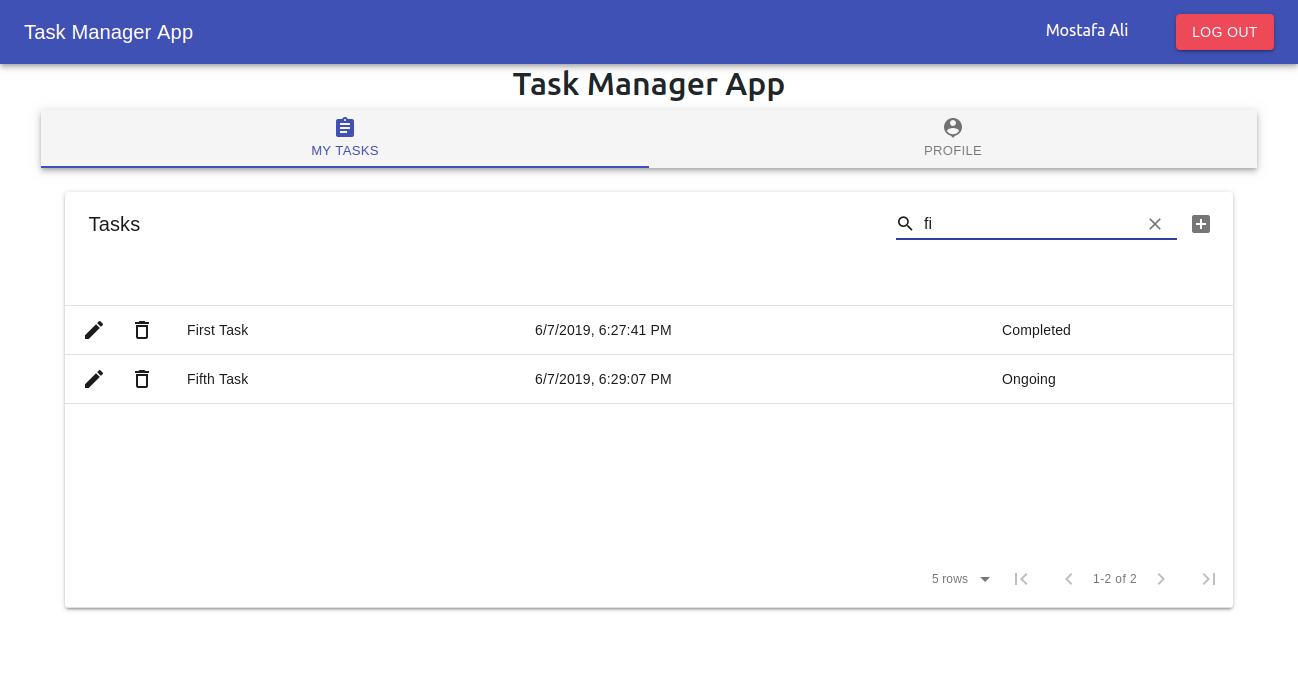 Task Manager App
Mostafa Ali
LOG OUT
Task Manager App
MY TASKS
PROFILE
Tasks
fi
First Task 6/7/2019, 6:27:41 PM Completed
Fifth Task 6/7/2019, 6:29:07 PM Ongoing
5 rows 1-2 of 2